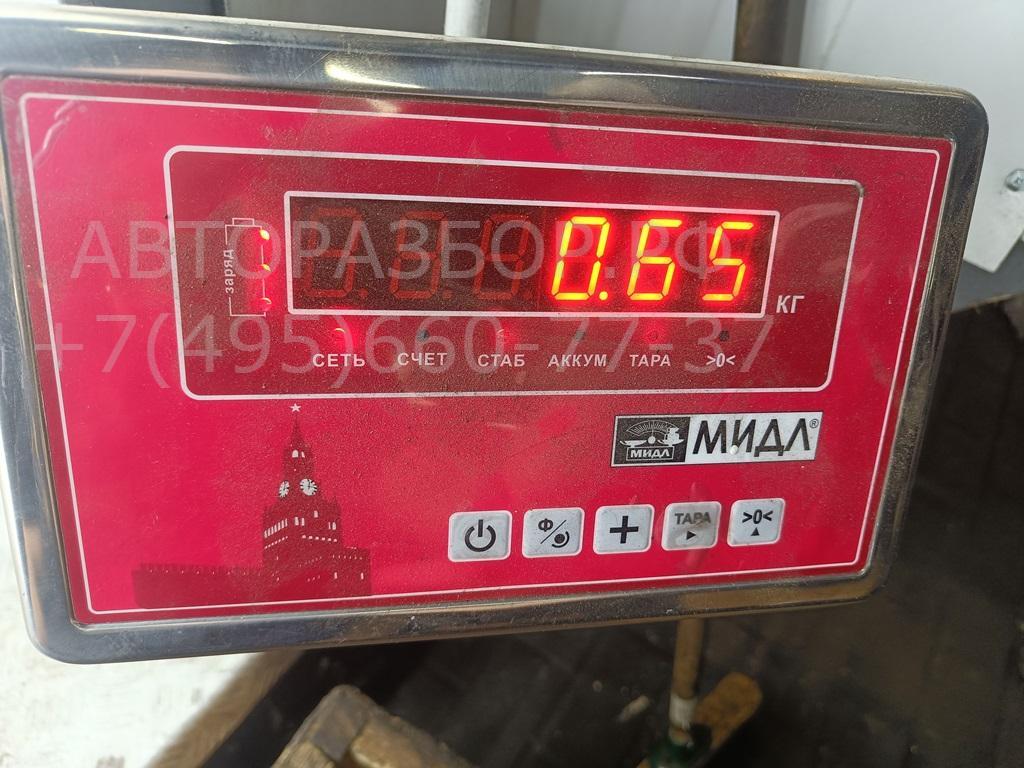 АВТОРАЗБОР.РФ
+7(495)660-77-37
заряд
0.65
КГ
СЕТЬ СЧЕТ СТАБ АККУМ ТАРА >0<
МИДЛ МИДЛ®
Ф ТАРА >0<